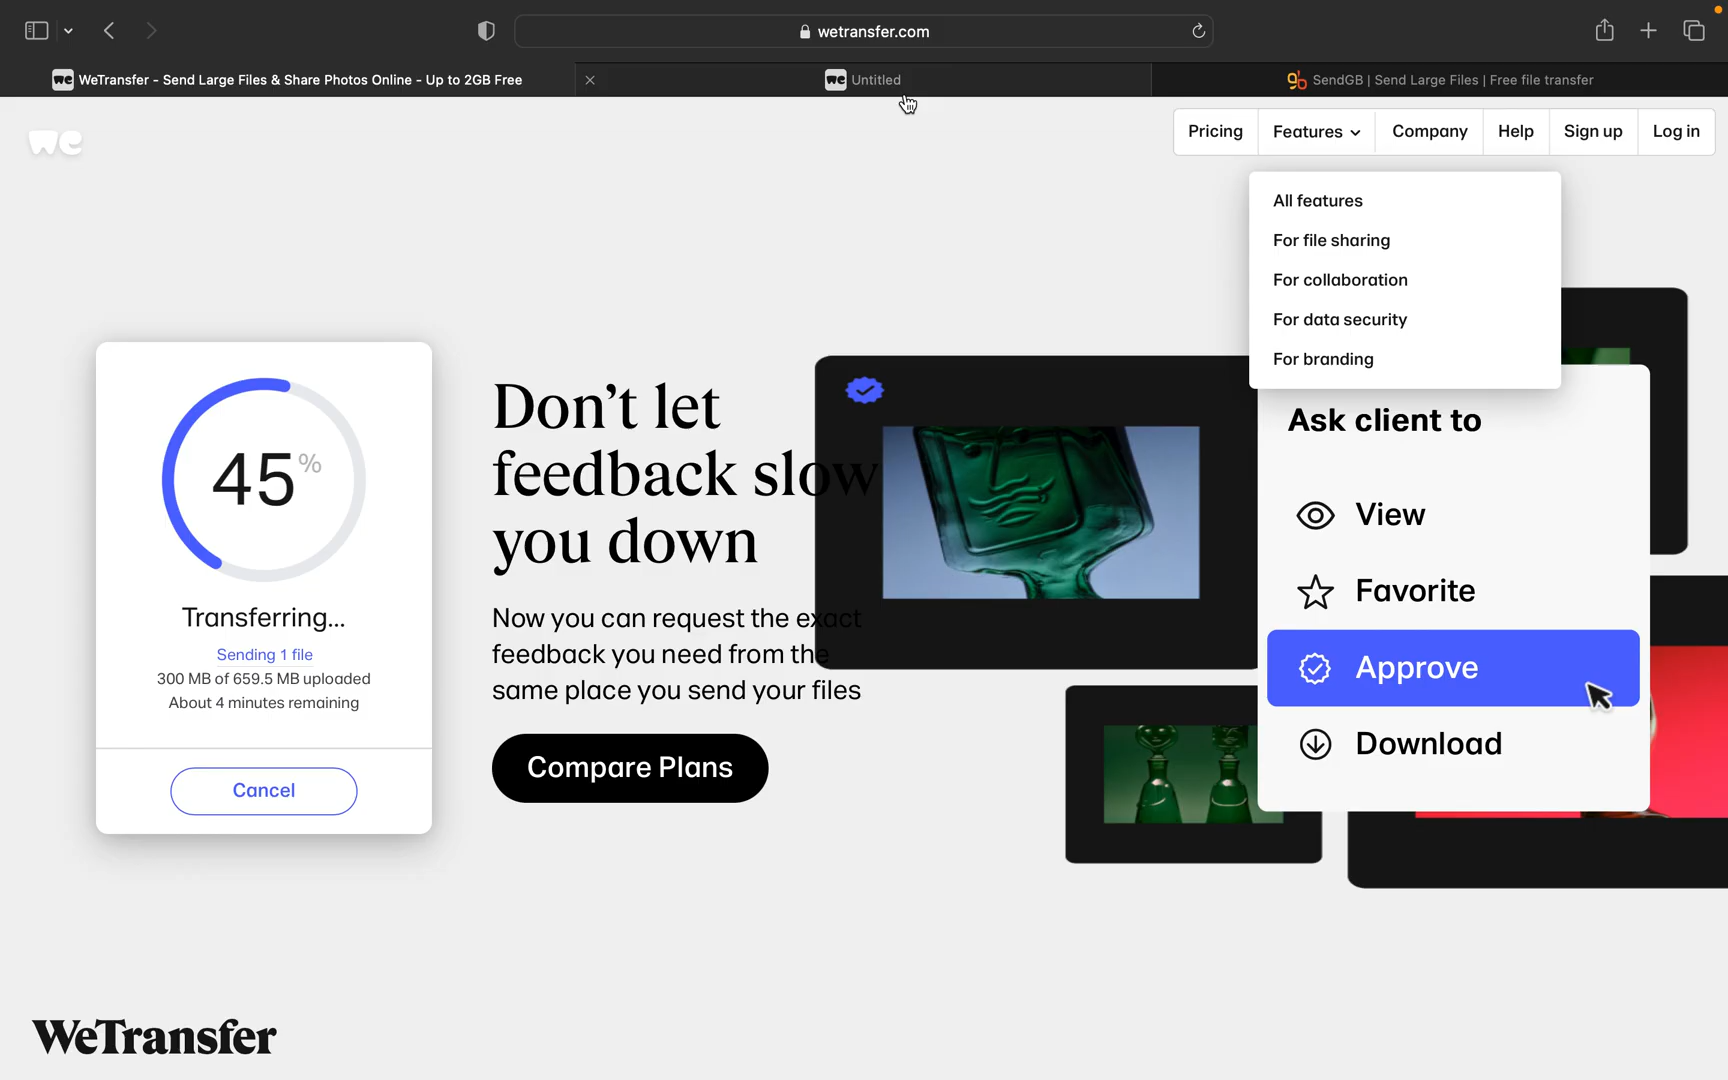 wetransfer.com
we WeTransfer - Send Large Files & Share Photos Online - Up to 2GB Free
we Untitled
gb SendGB | Send Large Files | Free file transfer
we
Pricing Features Company Help Sign up Log in
All features
For file sharing
For collaboration
For data security
For branding
45%
Transferring...
Sending 1 file
300 MB of 659.5 MB uploaded
About 4 minutes remaining
Cancel
Don't let
feedback slow
you down
Now you can request the exact
feedback you need from the
same place you send your files
Compare Plans
Ask client to
View
Favorite
Approve
Download
WeTransfer